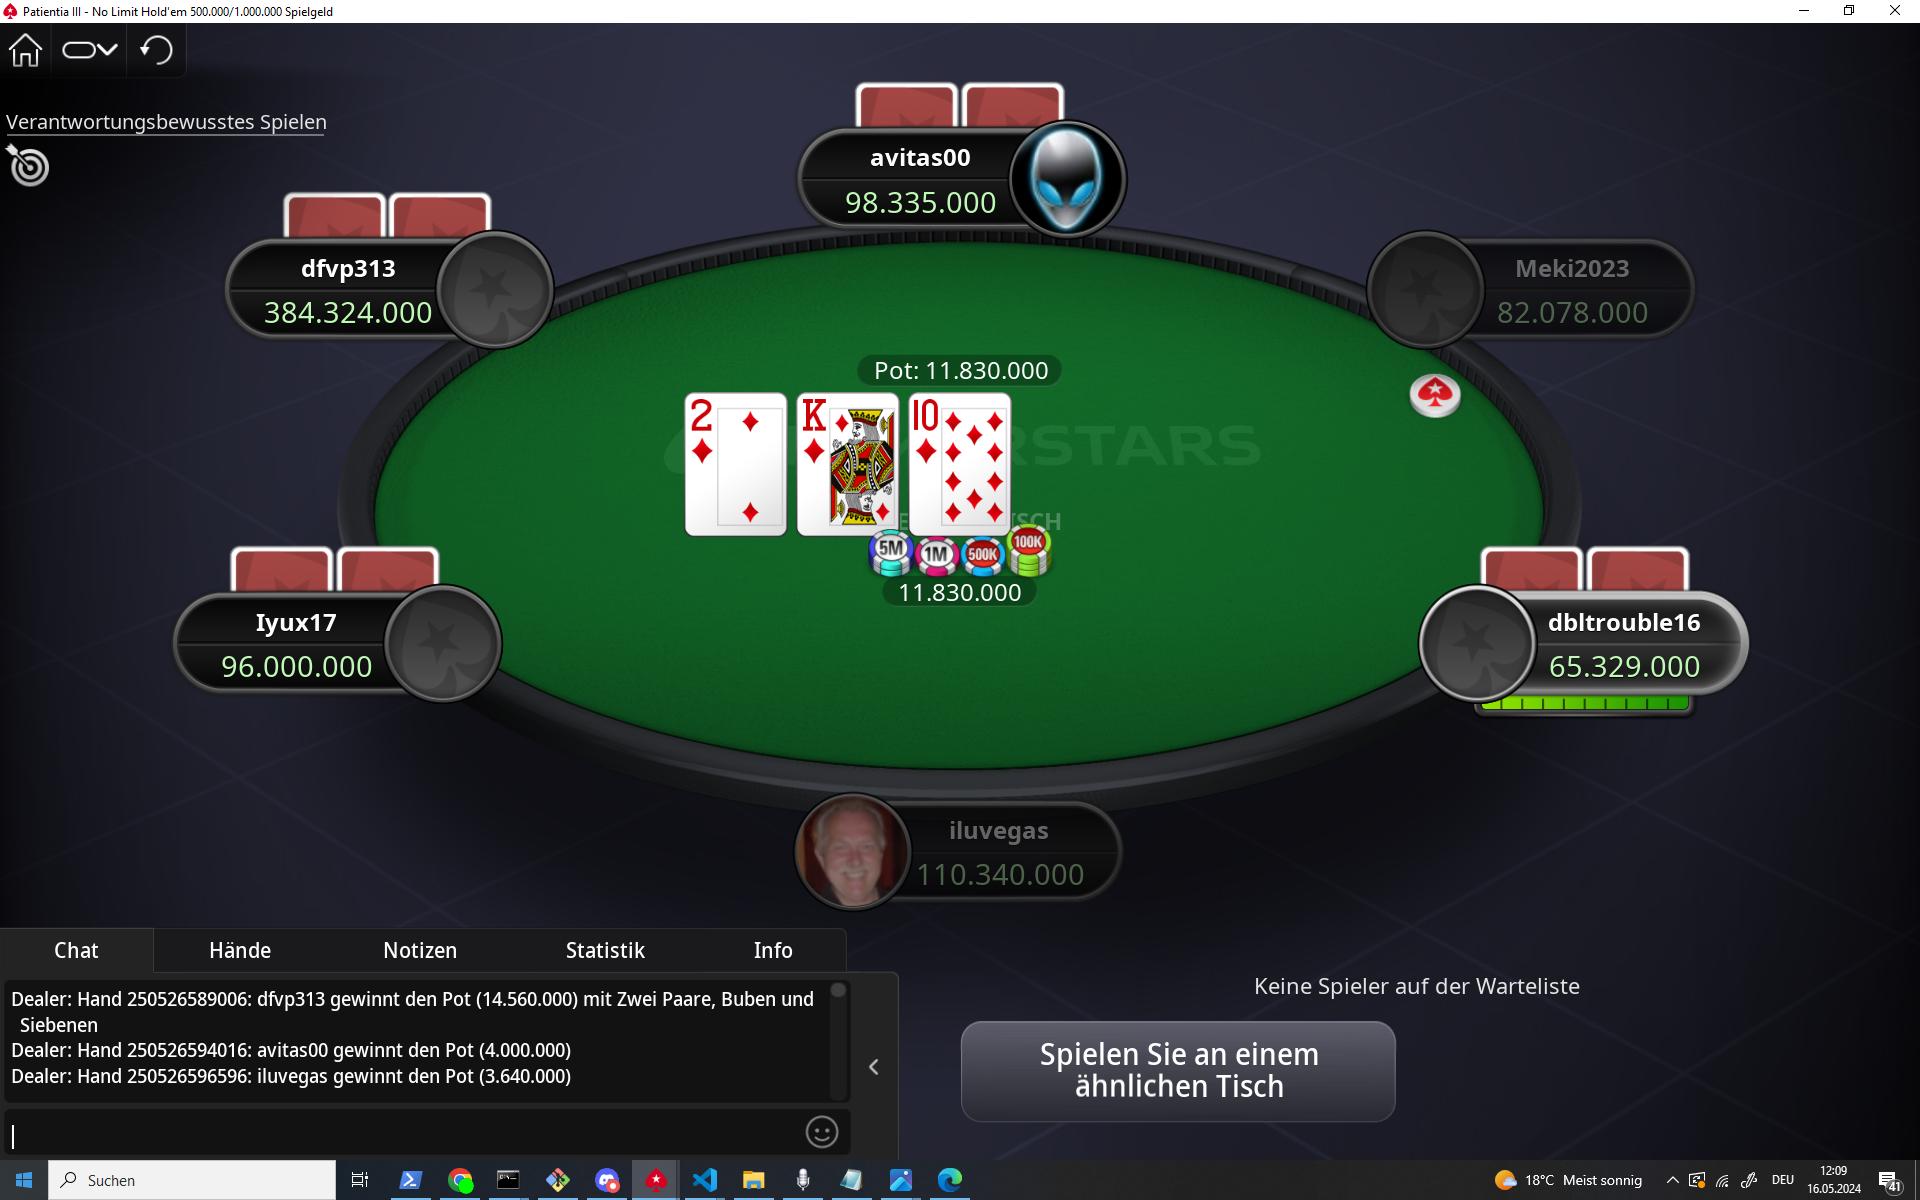 Patientia III - No Limit Hold'em 500.000/1.000.000 Spielgeld
Verantwortungsbewusstes Spielen
avitas00
98.335.000
dfvp313
384.324.000
Meki2023
82.078.000
Pot: 11.830.000
2
K
10
RSTARS
5M
1M
500K
100K
11.830.000
Iyux17
96.000.000
dbltrouble16
65.329.000
iluvegas
110.340.000
Chat
Hände
Notizen
Statistik
Info
Dealer: Hand 250526589006: dfvp313 gewinnt den Pot (14.560.000) mit Zwei Paare, Buben und
Siebenen
Dealer: Hand 250526594016: avitas00 gewinnt den Pot (4.000.000)
Dealer: Hand 250526596596: iluvegas gewinnt den Pot (3.640.000)
Keine Spieler auf der Warteliste
Spielen Sie an einem
ähnlichen Tisch
Suchen
18°C Meist sonnig
DEU
12:09
16.05.2024
41